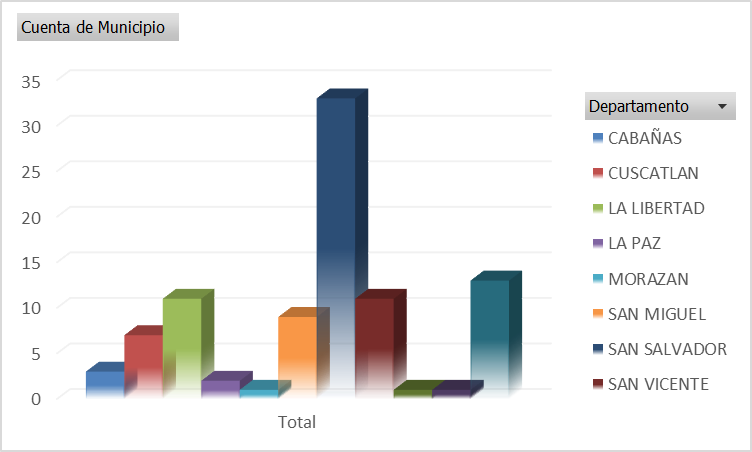 Cuenta de Municipio
35
30
25
20
15
10
5
0
Total
Departamento
CABAÑAS
CUSCATLAN
LA LIBERTAD
LA PAZ
MORAZAN
SAN MIGUEL
SAN SALVADOR
SAN VICENTE